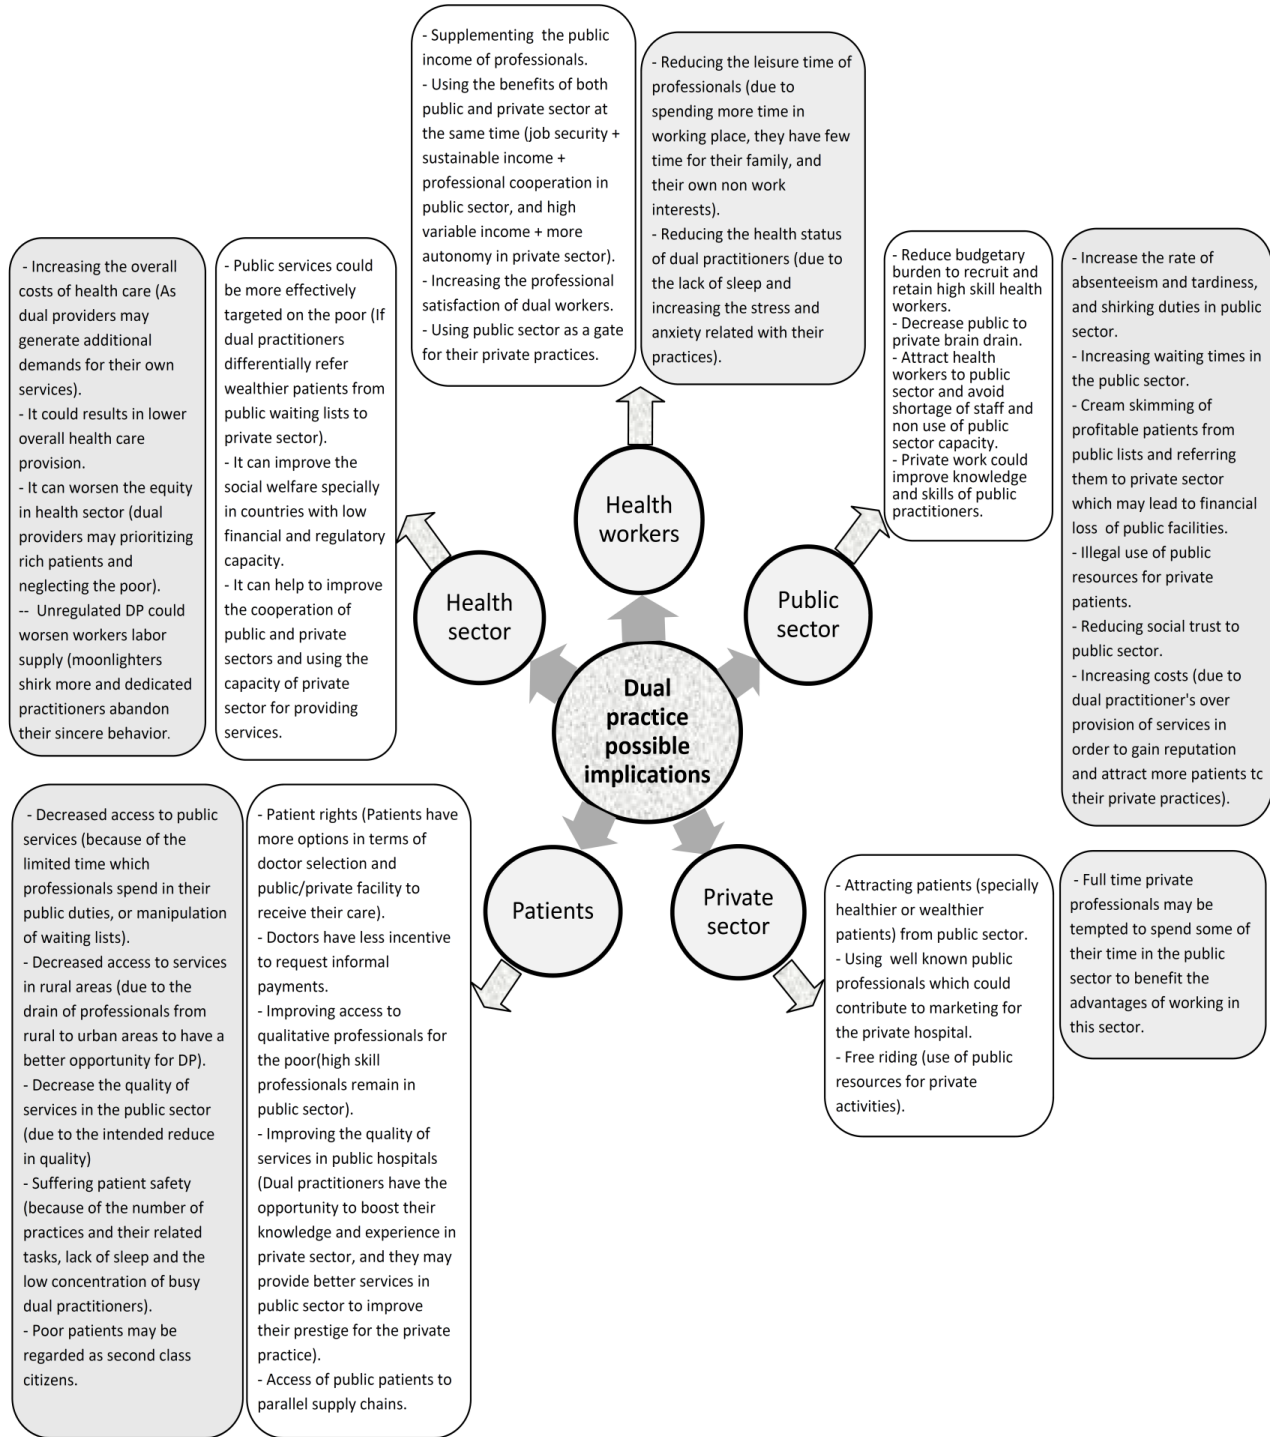 - Supplementing the public
income of professionals.
- Using the benefits of both
public and private sector at
the same time (job security +
sustainable income +
professional cooperation in
public sector, and high
variable income + more
autonomy in private sector).
- Increasing the professional
satisfaction of dual workers.
- Using public sector as a gate
for their private practices.
- Reducing the leisure time of
professionals (due to
spending more time in
working place, they have few
time for their family, and
their own non work
interests).
- Reducing the health status
of dual practitioners (due to
the lack of sleep and
increasing the stress and
anxiety related with their
practices).
- Increasing the overall
costs of health care (As
dual providers may
generate additional
demands for their own
services).
- It could results in lower
overall health care
provision.
- It can worsen the equity
in health sector (dual
providers may prioritizing
rich patients and
neglecting the poor).
-- Unregulated DP could
worsen workers labor
supply (moonlighters
shirk more and dedicated
practitioners abandon
their sincere behavior.
- Public services could
be more effectively
targeted on the poor (If
dual practitioners
differentially refer
wealthier patients from
public waiting lists to
private sector).
- It can improve the
social welfare specially
in countries with low
financial and regulatory
capacity.
- It can help to improve
the cooperation of
public and private
sectors and using the
capacity of private
sector for providing
services.
- Reduce budgetary
burden to recruit and
retain high skill health
workers.
- Decrease public to
private brain drain.
- Attract health
workers to public
sector and avoid
shortage of staff and
non use of public
sector capacity.
- Private work could
improve knowledge
and skills of public
practitioners.
- Increase the rate of
absenteeism and tardiness,
and shirking duties in public
sector.
- Increasing waiting times in
the public sector.
- Cream skimming of
profitable patients from
public lists and referring
them to private sector
which may lead to financial
loss of public facilities.
- Illegal use of public
resources for private
patients.
- Reducing social trust to
public sector.
- Increasing costs (due to
dual practitioner's over
provision of services in
order to gain reputation
and attract more patients tc
their private practices).
Health
workers
Health
sector
Public
sector
Dual
practice
possible
implications
Patients
Private
sector
- Decreased access to public
services (because of the
limited time which
professionals spend in their
public duties, or manipulation
of waiting lists).
- Decreased access to services
in rural areas (due to the
drain of professionals from
rural to urban areas to have a
better opportunity for DP).
- Decrease the quality of
services in the public sector
(due to the intended reduce
in quality)
- Suffering patient safety
(because of the number of
practices and their related
tasks, lack of sleep and the
low concentration of busy
dual practitioners).
- Poor patients may be
regarded as second class
citizens.
- Patient rights (Patients have
more options in terms of
doctor selection and
public/private facility to
receive their care).
- Doctors have less incentive
to request informal
payments.
- Improving access to
qualitative professionals for
the poor(high skill
professionals remain in
public sector).
- Improving the quality of
services in public hospitals
(Dual practitioners have the
opportunity to boost their
knowledge and experience in
private sector, and they may
provide better services in
public sector to improve
their prestige for the private
practice).
- Access of public patients to
parallel supply chains.
- Attracting patients (specially
healthier or wealthier
patients) from public sector.
- Using well known public
professionals which could
contribute to marketing for
the private hospital.
- Free riding (use of public
resources for private
activities).
- Full time private
professionals may be
tempted to spend some of
their time in the public
sector to benefit the
advantages of working in
this sector.